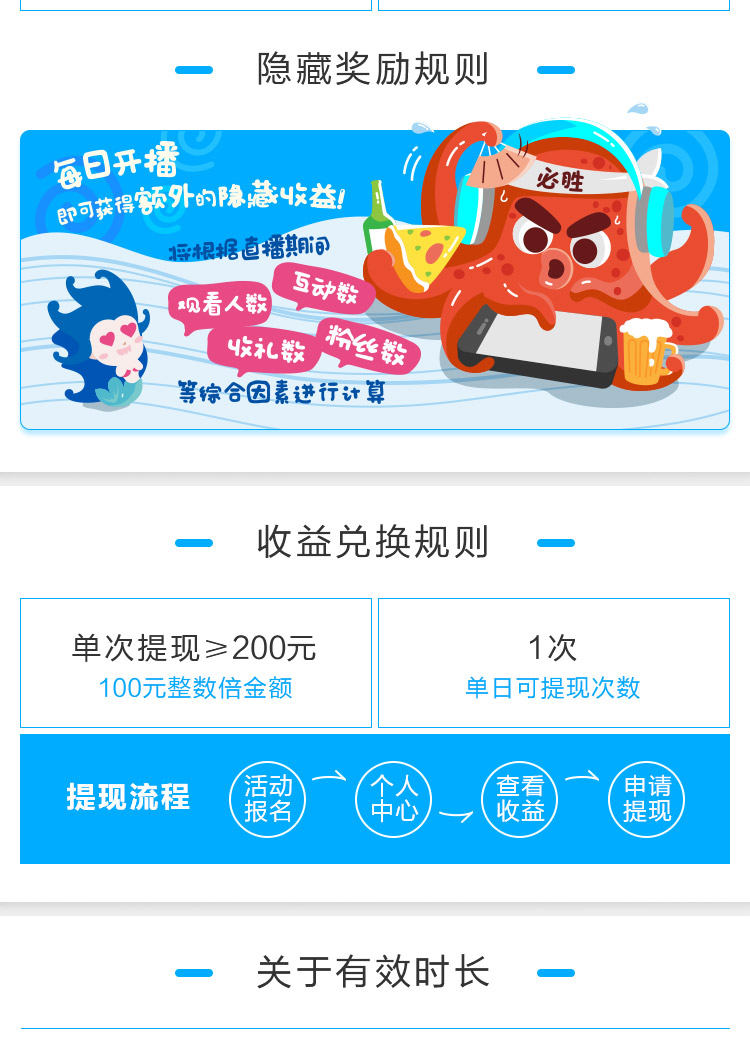 隐藏奖励规则
每日开播
即可获得额外的隐藏收益!
必胜
将根据直播期间
互动数
观看人数
收礼数
粉丝数
等综合因素进行计算
收益兑换规则
单次提现≥200元
100元整数倍金额
1次
单日可提现次数
提现流程
活动
报名
个人
中心
查看
收益
申请
提现
关于有效时长